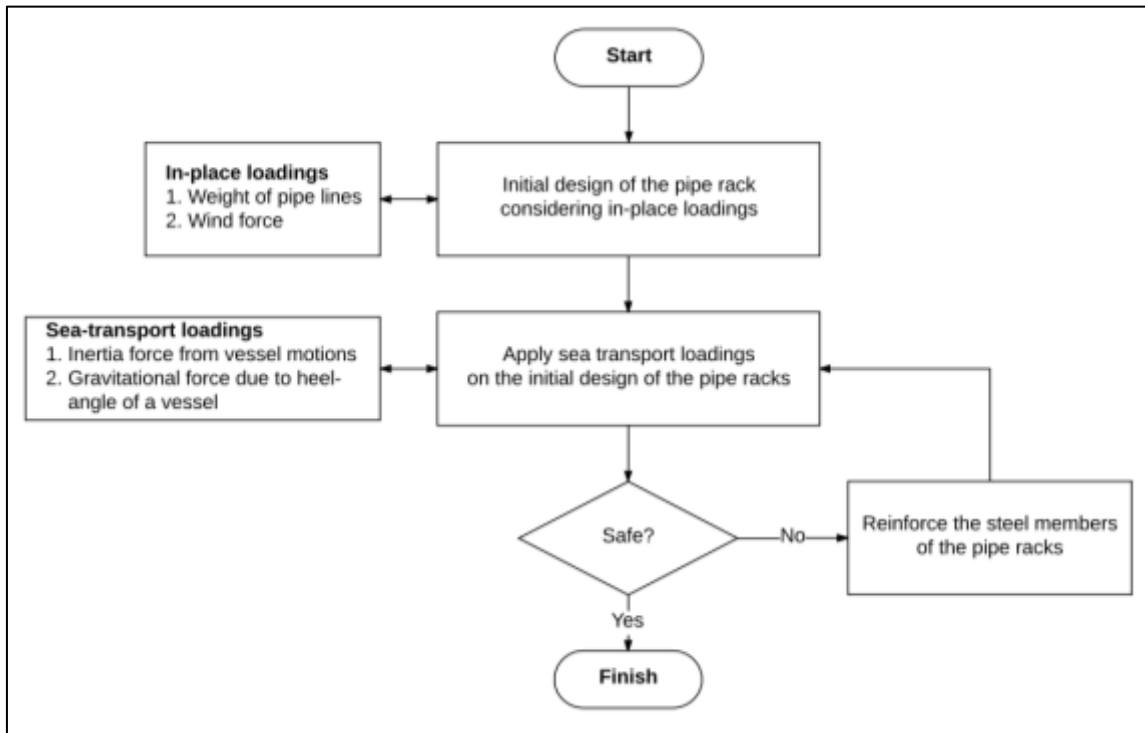 Start
In-place loadings
1. Weight of pipe lines
2. Wind force
Initial design of the pipe rack
considering in-place loadings
Sea-transport loadings
1. Inertia force from vessel motions
2. Gravitational force due to heel-
angle of a vessel
Apply sea transport loadings
on the initial design of the pipe racks
Safe?
No
Reinforce the steel members
of the pipe racks
Yes
Finish